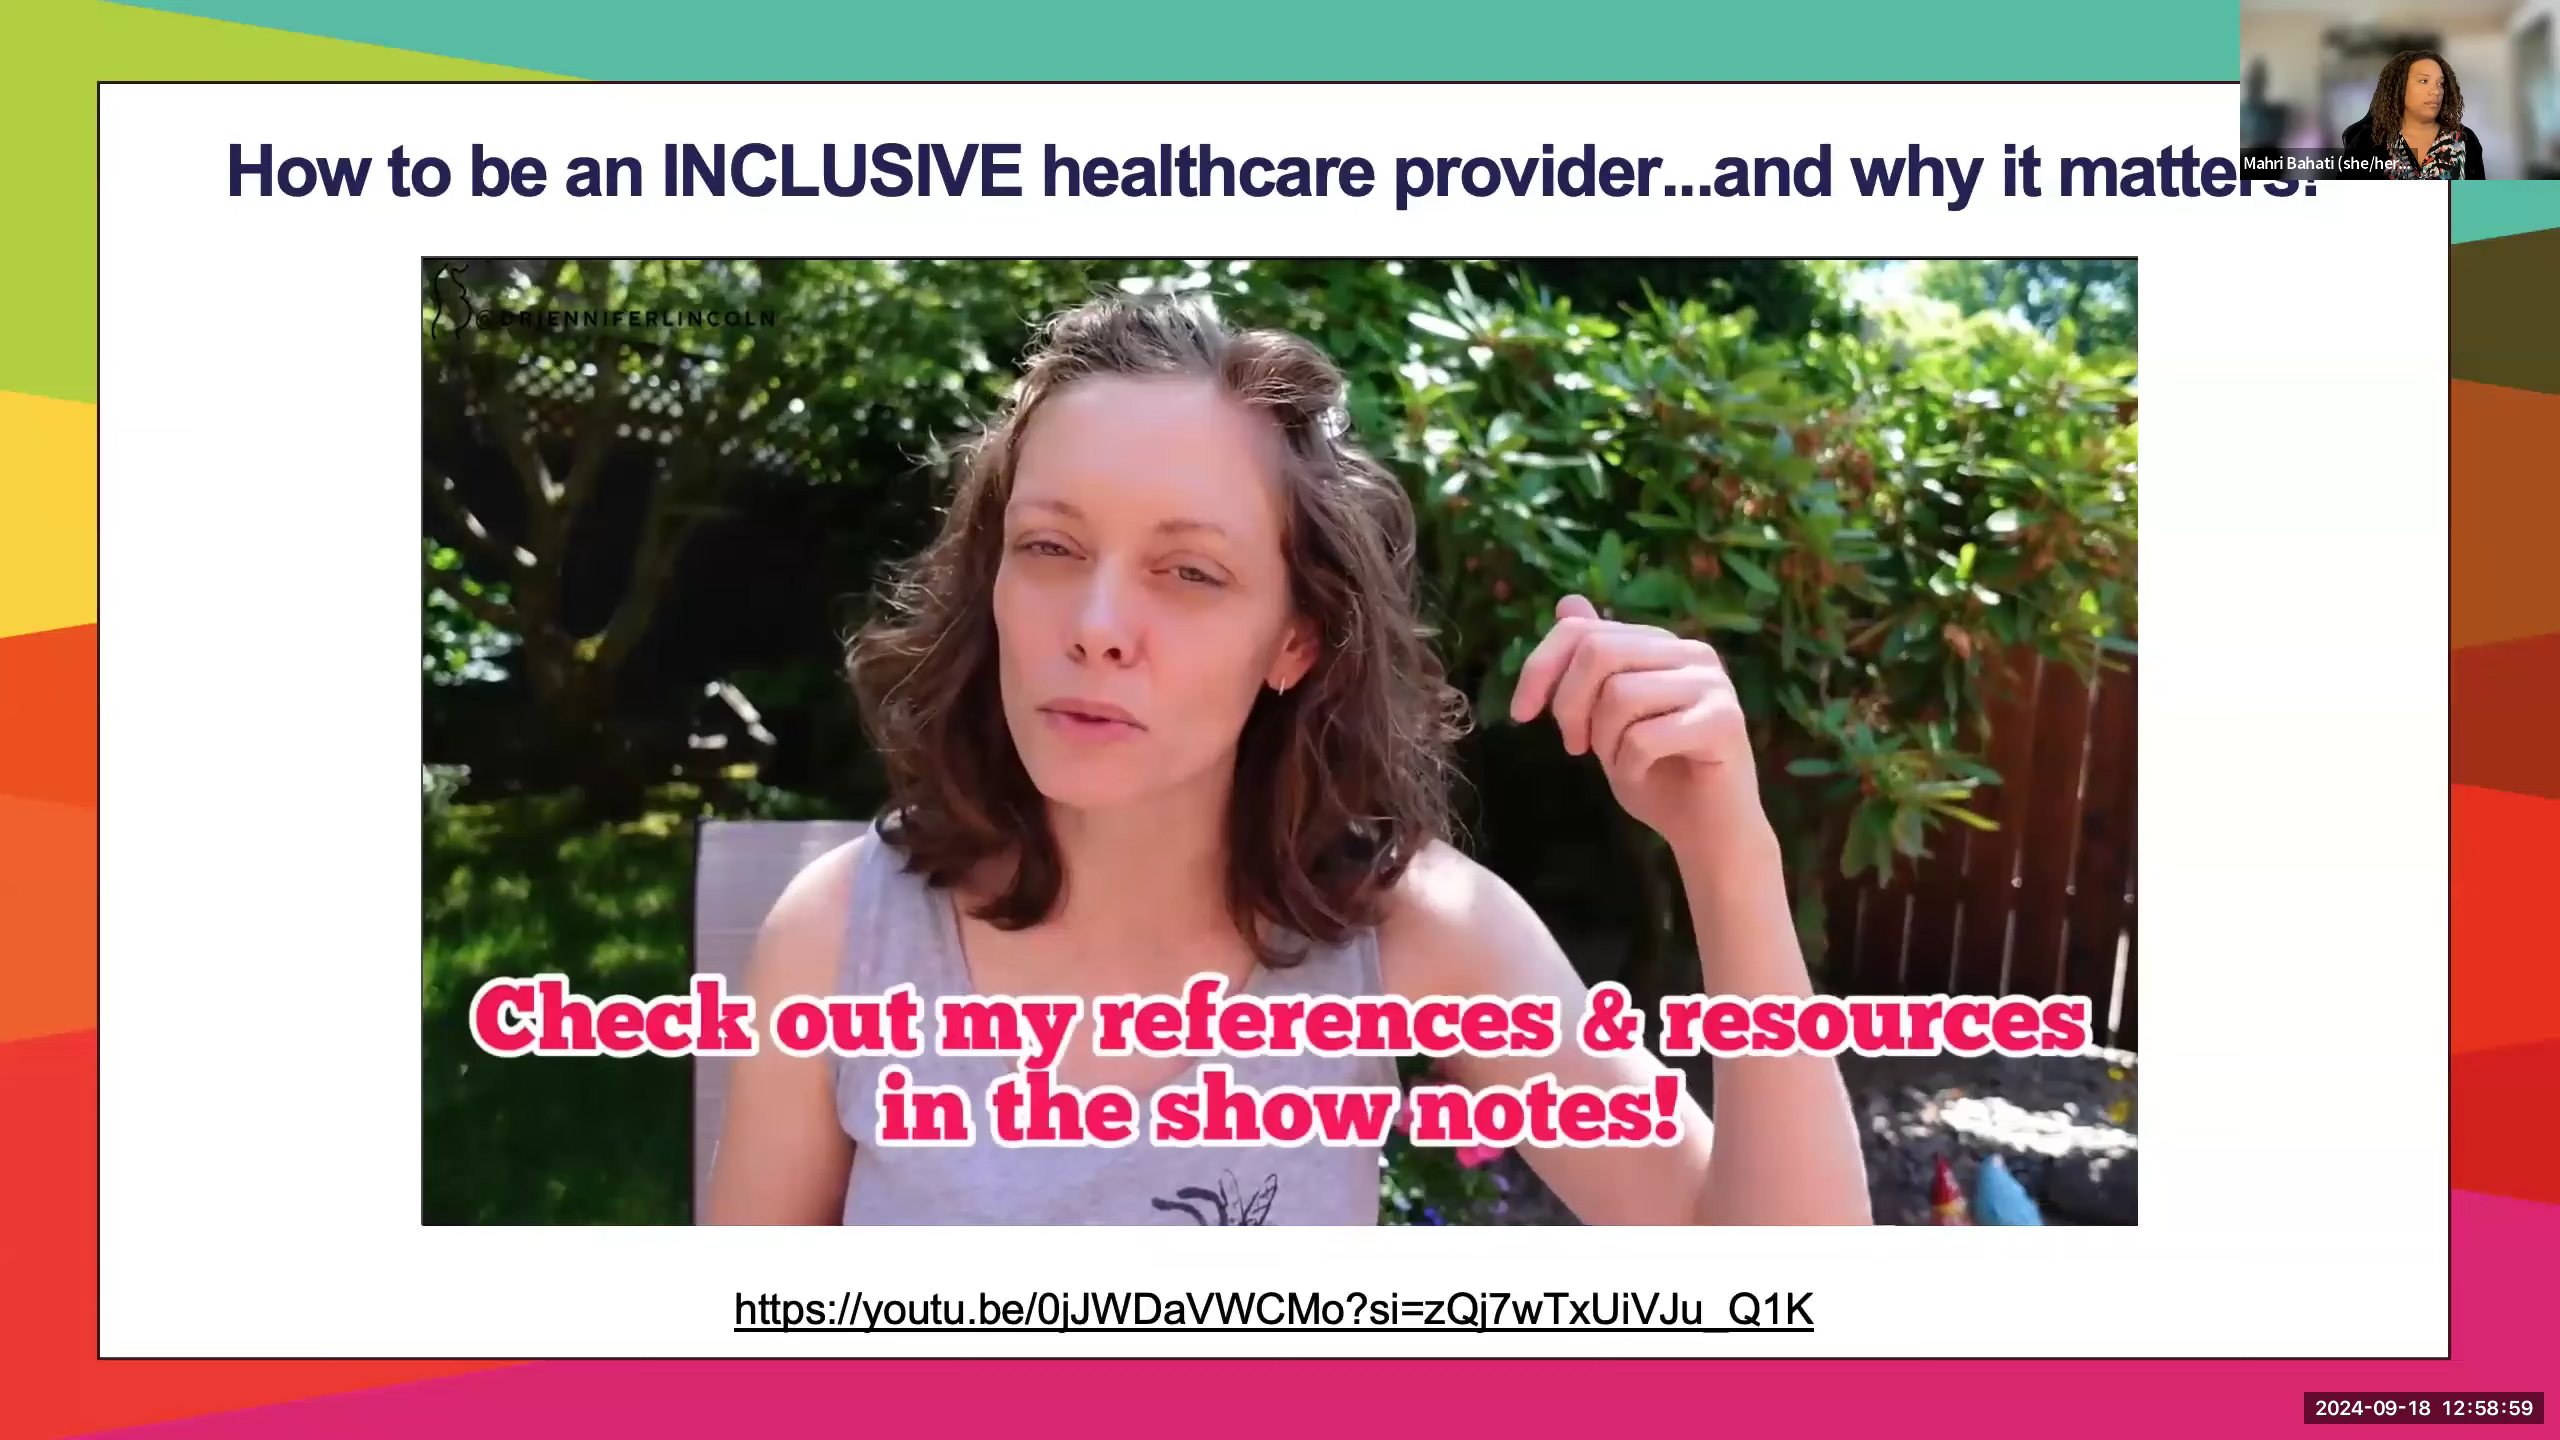 How to be an INCLUSIVE healthcare provider...and why it matters!
Mahri Bahati (she/her...
@DRJENNIFERLINCOLN
Check out my references & resources
in the show notes!
https://youtu.be/0jJWDaVWCMo?si=zQj7wTxUiVJu_Q1K
2024-09-18 12:58:59